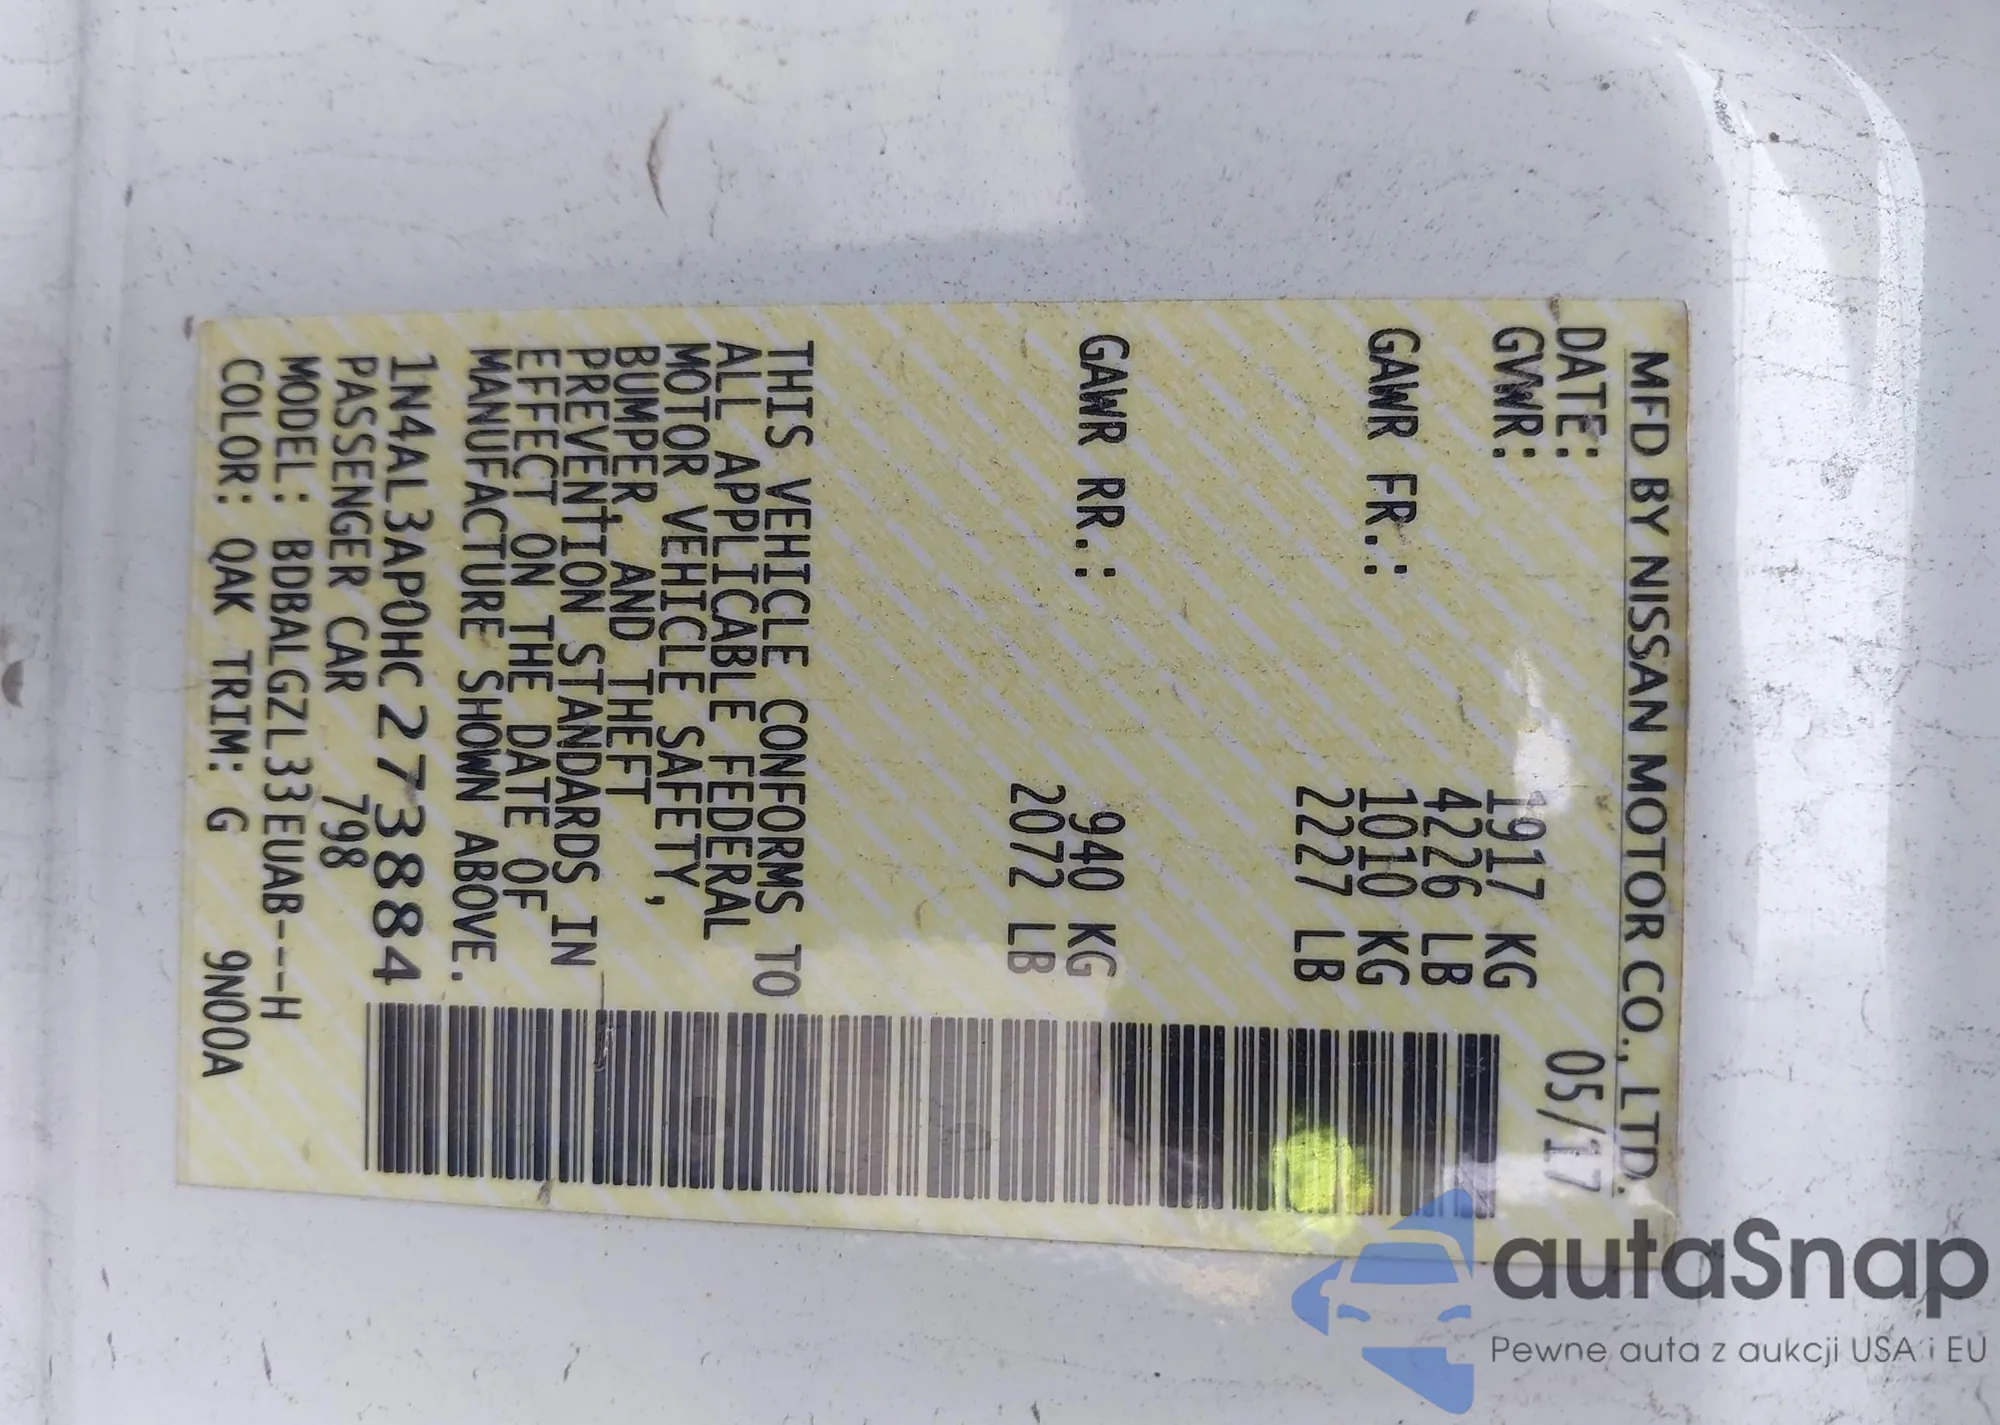 MFD BY NISSAN MOTOR CO., LTD.
DATE: 05/17
GVWR: 1917 KG
4226 LB
GAWR FR.: 1010 KG
2227 LB
GAWR RR.: 940 KG
2072 LB
THIS VEHICLE CONFORMS TO
ALL APPLICABLE FEDERAL
MOTOR VEHICLE SAFETY,
BUMPER, AND THEFT
PREVENTION STANDARDS IN
EFFECT ON THE DATE OF
MANUFACTURE SHOWN ABOVE.
1N4AL3AP0HC273884
PASSENGER CAR 798
MODEL: BDBALGZL33EUAB---H
COLOR: QAK TRIM: G 9N00A
autaSnap
Pewne auta z aukcji USA i EU